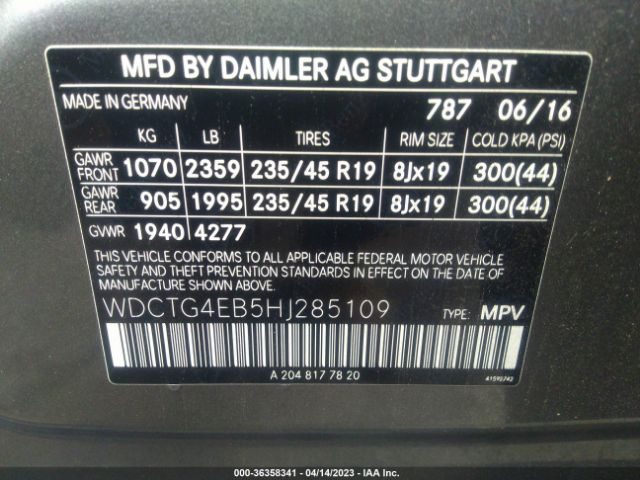 MFD BY DAIMLER AG STUTTGART
MADE IN GERMANY 787 06/16
KG LB TIRES RIM SIZE COLD KPA (PSI)
GAWR FRONT 1070 2359 235/45 R19 8Jx19 300(44)
GAWR REAR 905 1995 235/45 R19 8Jx19 300(44)
GVWR 1940 4277
THIS VEHICLE CONFORMS TO ALL APPLICABLE FEDERAL MOTOR VEHICLE
SAFETY AND THEFT PREVENTION STANDARDS IN EFFECT ON THE DATE
OF MANUFACTURE SHOWN ABOVE.
WDCTG4EB5HJ285109 TYPE: MPV
A 204 817 78 20
000-36358341 - 04/14/2023 - IAA Inc.